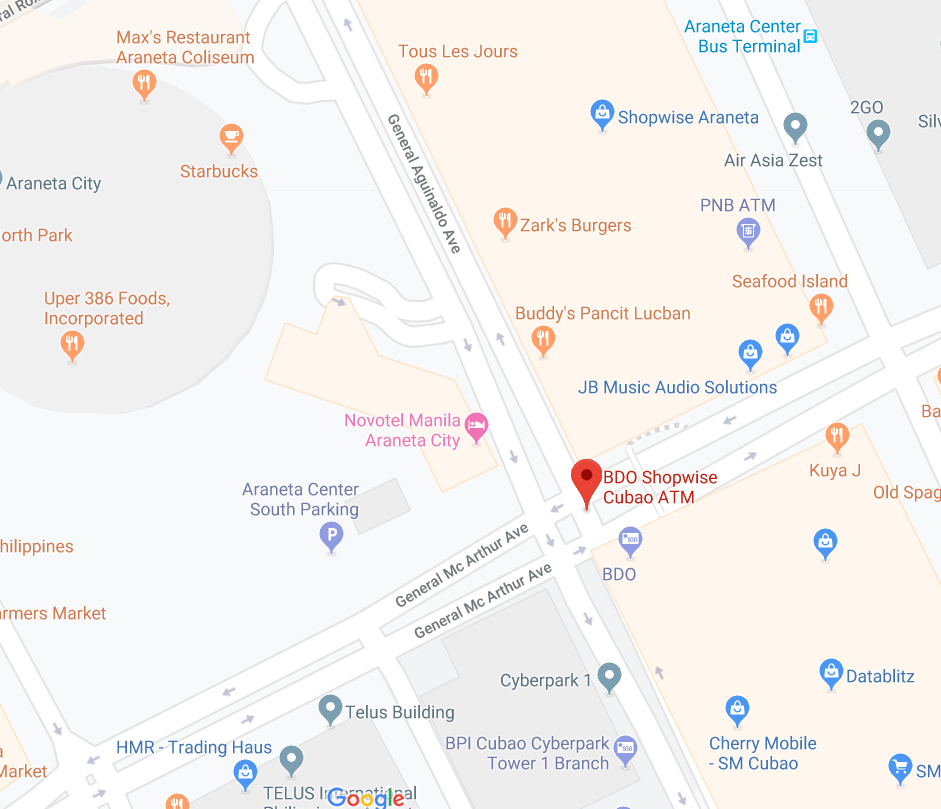 ral Rox
Max's Restaurant
Araneta Coliseum
Tous Les Jours
Araneta Center
Bus Terminal
Shopwise Araneta
2GO
Silv
Starbucks
Air Asia Zest
Araneta City
General Aguinaldo Ave
PNB ATM
orth Park
Zark's Burgers
Seafood Island
Uper 386 Foods,
Incorporated
Buddy's Pancit Lucban
JB Music Audio Solutions
Novotel Manila
Araneta City
Ba
Kuya J
BDO Shopwise
Cubao ATM
Old Spag
Araneta Center
South Parking
P
hilippines
General Mc Arthur Ave
BDO
General Mc Arthur Ave
armers Market
Cyberpark 1
Datablitz
Telus Building
HMR - Trading Haus
BPI Cubao Cyberpark
Tower 1 Branch
Cherry Mobile
- SM Cubao
a
Market
SM
TELUS International
Google